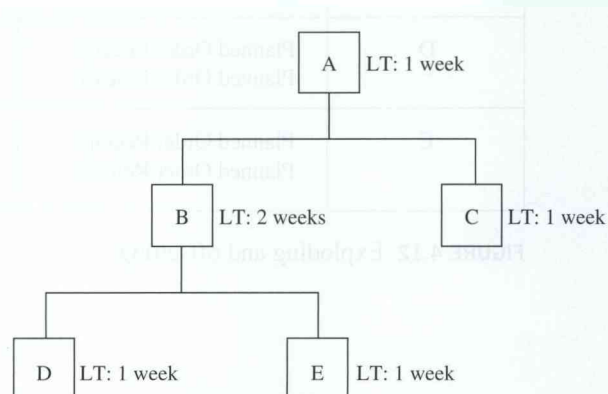 A LT: 1 week
B LT: 2 weeks
C LT: 1 week
D LT: 1 week
E LT: 1 week